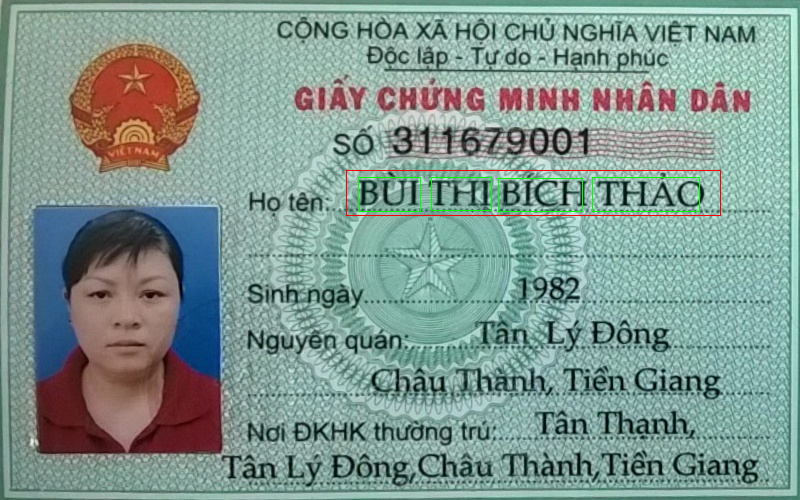 CỘNG HÒA XÃ HỘI CHỦ NGHĨA VIỆT NAM
Độc lập - Tự do - Hạnh phúc
GIẤY CHỨNG MINH NHÂN DÂN
SỐ 311679001
VIỆT NAM
Họ tên: BÙI THỊ BÍCH THẢO
Sinh ngày 1982
Nguyên quán: Tân Lý Đông
Châu Thành, Tiền Giang
Nơi ĐKHK thường trú: Tân Thạnh,
Tân Lý Đông,Châu Thành,Tiền Giang